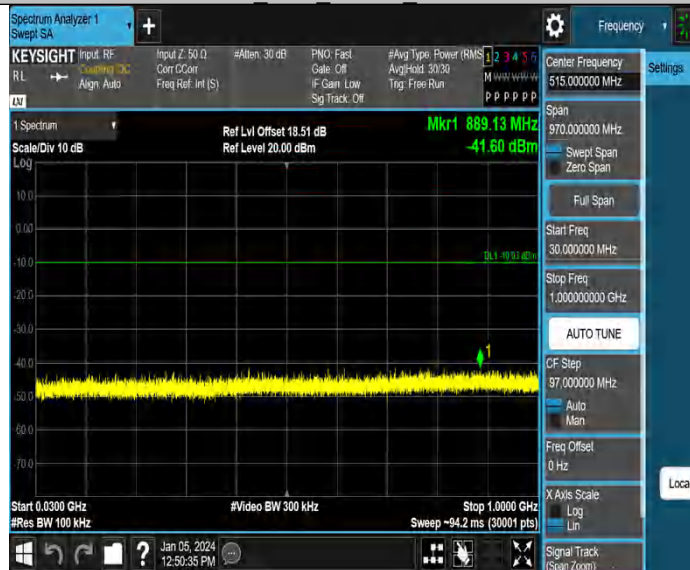 Spectrum Analyzer 1
Swept SA
+
Frequency
KEYSIGHT
Input: RF
Input Z: 50 Ω
#Atten: 30 dB
PNO: Fast
#Avg Type: Power (RMS
1 2 3 4 5 6
RL
Corr CCorr
Gate: Off
Avg|Hold: 30/30
M W W W W W
Align: Auto
Freq Ref: Int (S)
IF Gain: Low
Trig: Free Run
Sig Track: Off
P P P P P P
LXI
1 Spectrum
Ref Lvl Offset 18.51 dB
Mkr1 889.13 MHz
Scale/Div 10 dB
Ref Level 20.00 dBm
-41.60 dBm
Log
10.0
0.00
-10.0
-20.0
-30.0
-40.0
-50.0
-60.0
-70.0
1
Start 0.0300 GHz
#Video BW 300 kHz
Stop 1.0000 GHz
#Res BW 100 kHz
Sweep ~94.2 ms (30001 pts)
?
Jan 05, 2024
12:50:35 PM
Center Frequency
515.000000 MHz
Settings
Span
970.000000 MHz
Swept Span
Zero Span
Full Span
Start Freq
30.000000 MHz
Stop Freq
1.000000000 GHz
AUTO TUNE
CF Step
97.000000 MHz
Auto
Man
Freq Offset
0 Hz
X Axis Scale
Log
Lin
Loca
Signal Track
(Span Zoom)